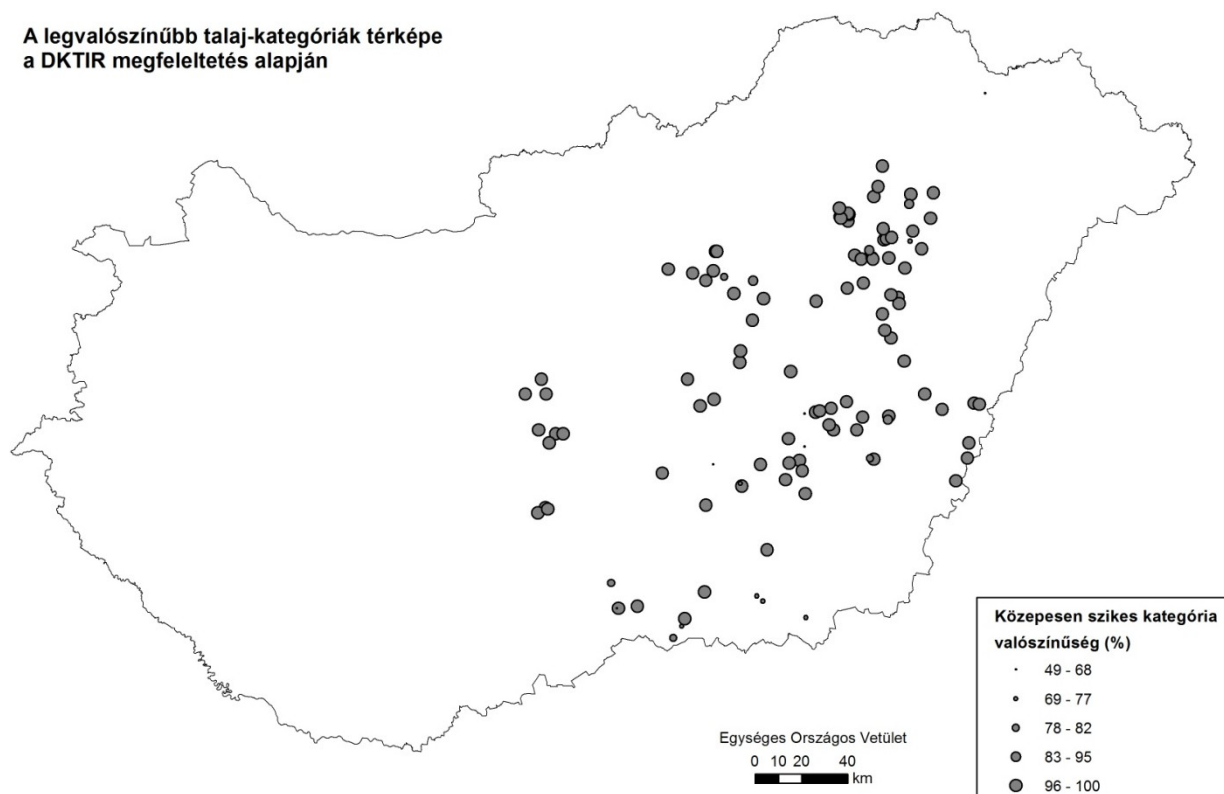 A legvalószínűbb talaj-kategóriák térképe
a DKTIR megfeleltetés alapján
Egységes Országos Vetület
0 10 20 40
km
Közepesen szikes kategória
valószínűség (%)
49 - 68
69 - 77
78 - 82
83 - 95
96 - 100